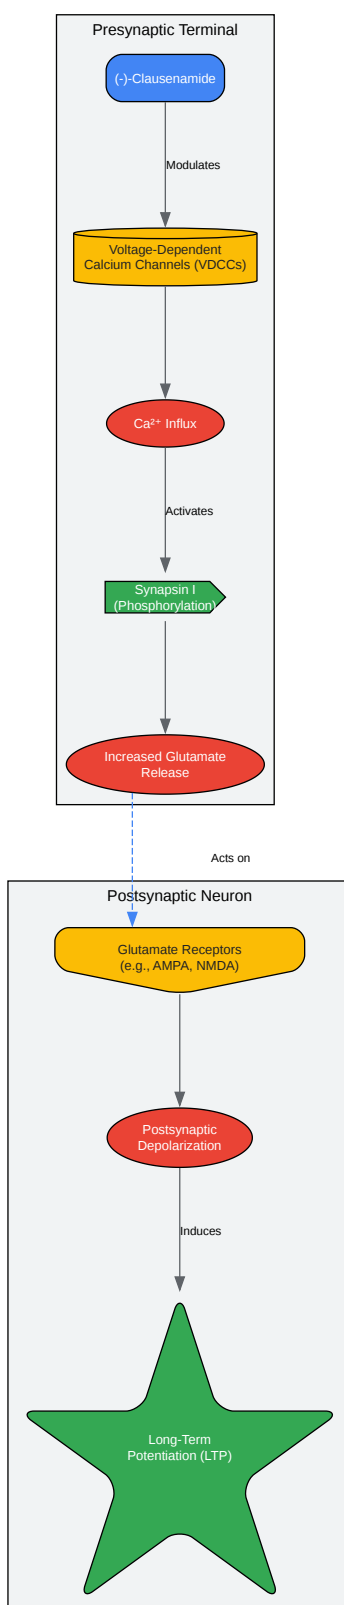 Presynaptic Terminal
(-)-Clausenamide
Modulates
Voltage-Dependent
Calcium Channels (VDCCs)
Ca²⁺ Influx
Activates
Synapsin I
(Phosphorylation)
Increased Glutamate
Release
Acts on
Postsynaptic Neuron
Glutamate Receptors
(e.g., AMPA, NMDA)
Postsynaptic
Depolarization
Induces
Long-Term
Potentiation (LTP)